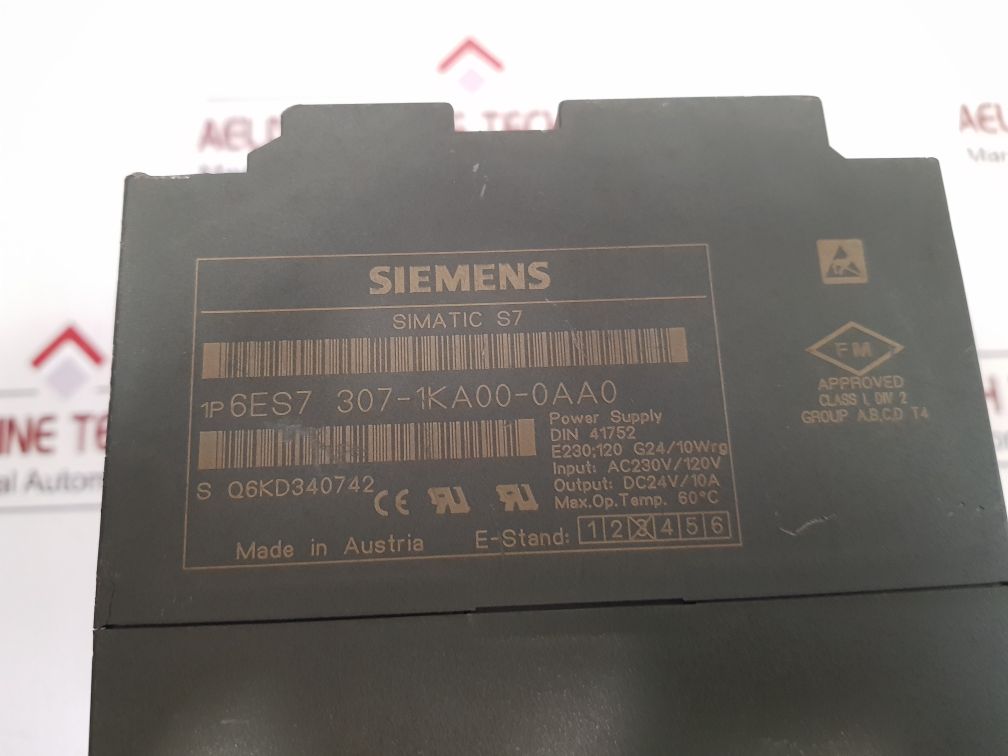 SIEMENS
SIMATIC S7
1P 6ES7 307-1KA00-0AA0
Power Supply
DIN 41752
E230;120 G24/10Wrg
Input: AC230V/120V
Output: DC24V/10A
Max.Op.Temp. 60°C
S Q6KD340742
CE
Made in Austria
E-Stand: 1 2 3 4 5 6
FM
APPROVED
CLASS I, DIV 2
GROUP A,B,C,D T4